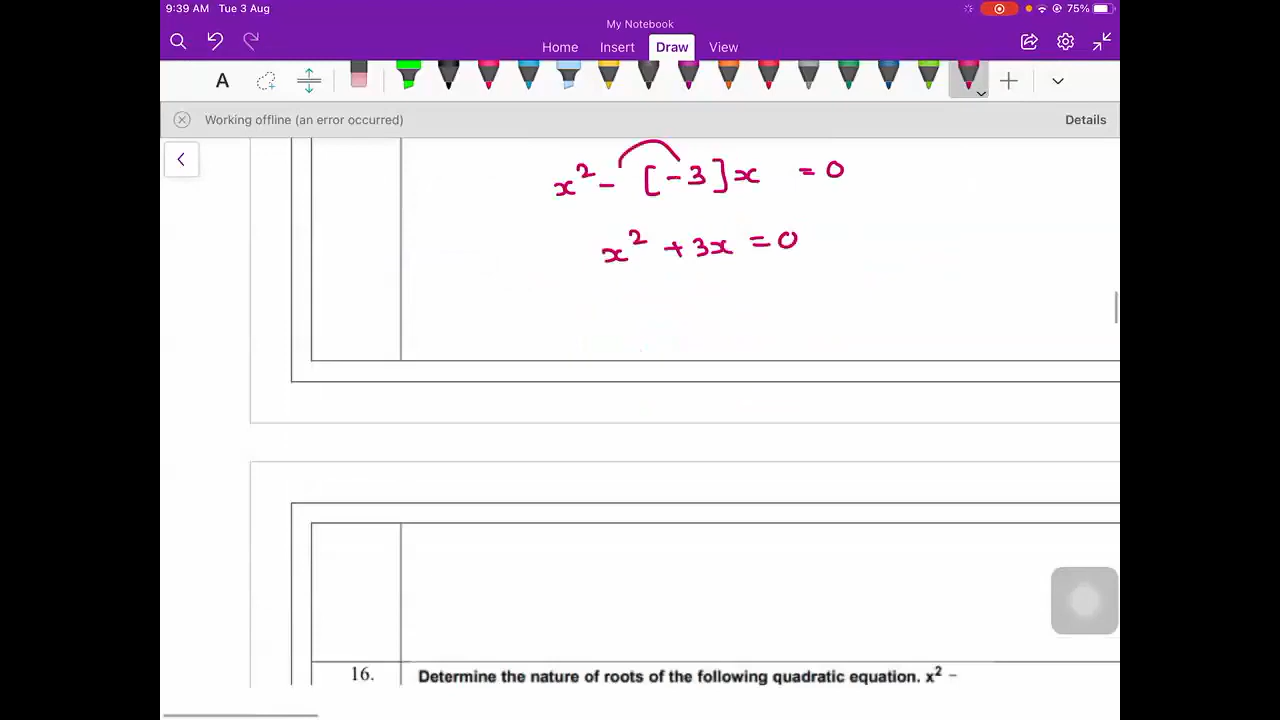 9:39 AM Tue 3 Aug
75%
My Notebook
Home Insert Draw View
A
Working offline (an error occurred) Details
x² - [-3]x = 0
x² + 3x = 0
16. Determine the nature of roots of the following quadratic equation. x² –